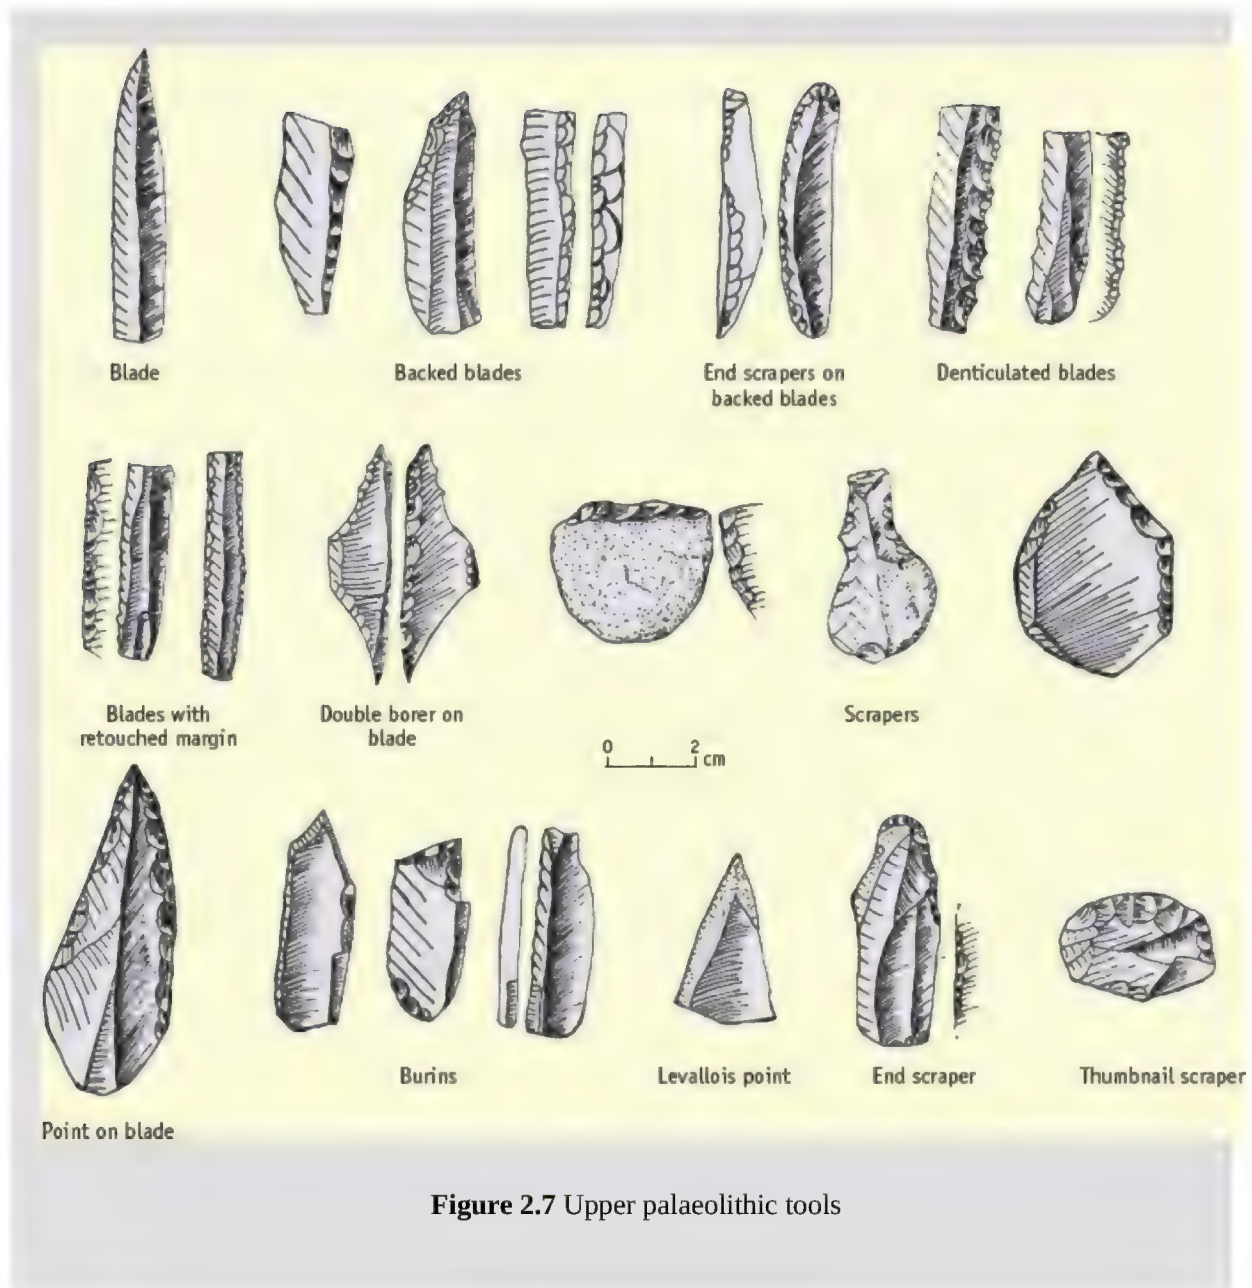 Blade
Backed blades
End scrapers on
backed blades
Denticulated blades
Blades with
retouched margin
Double borer on
blade
Scrapers
0 2 cm
Point on blade
Burins
Levallois point
End scraper
Thumbnail scraper
Figure 2.7 Upper palaeolithic tools